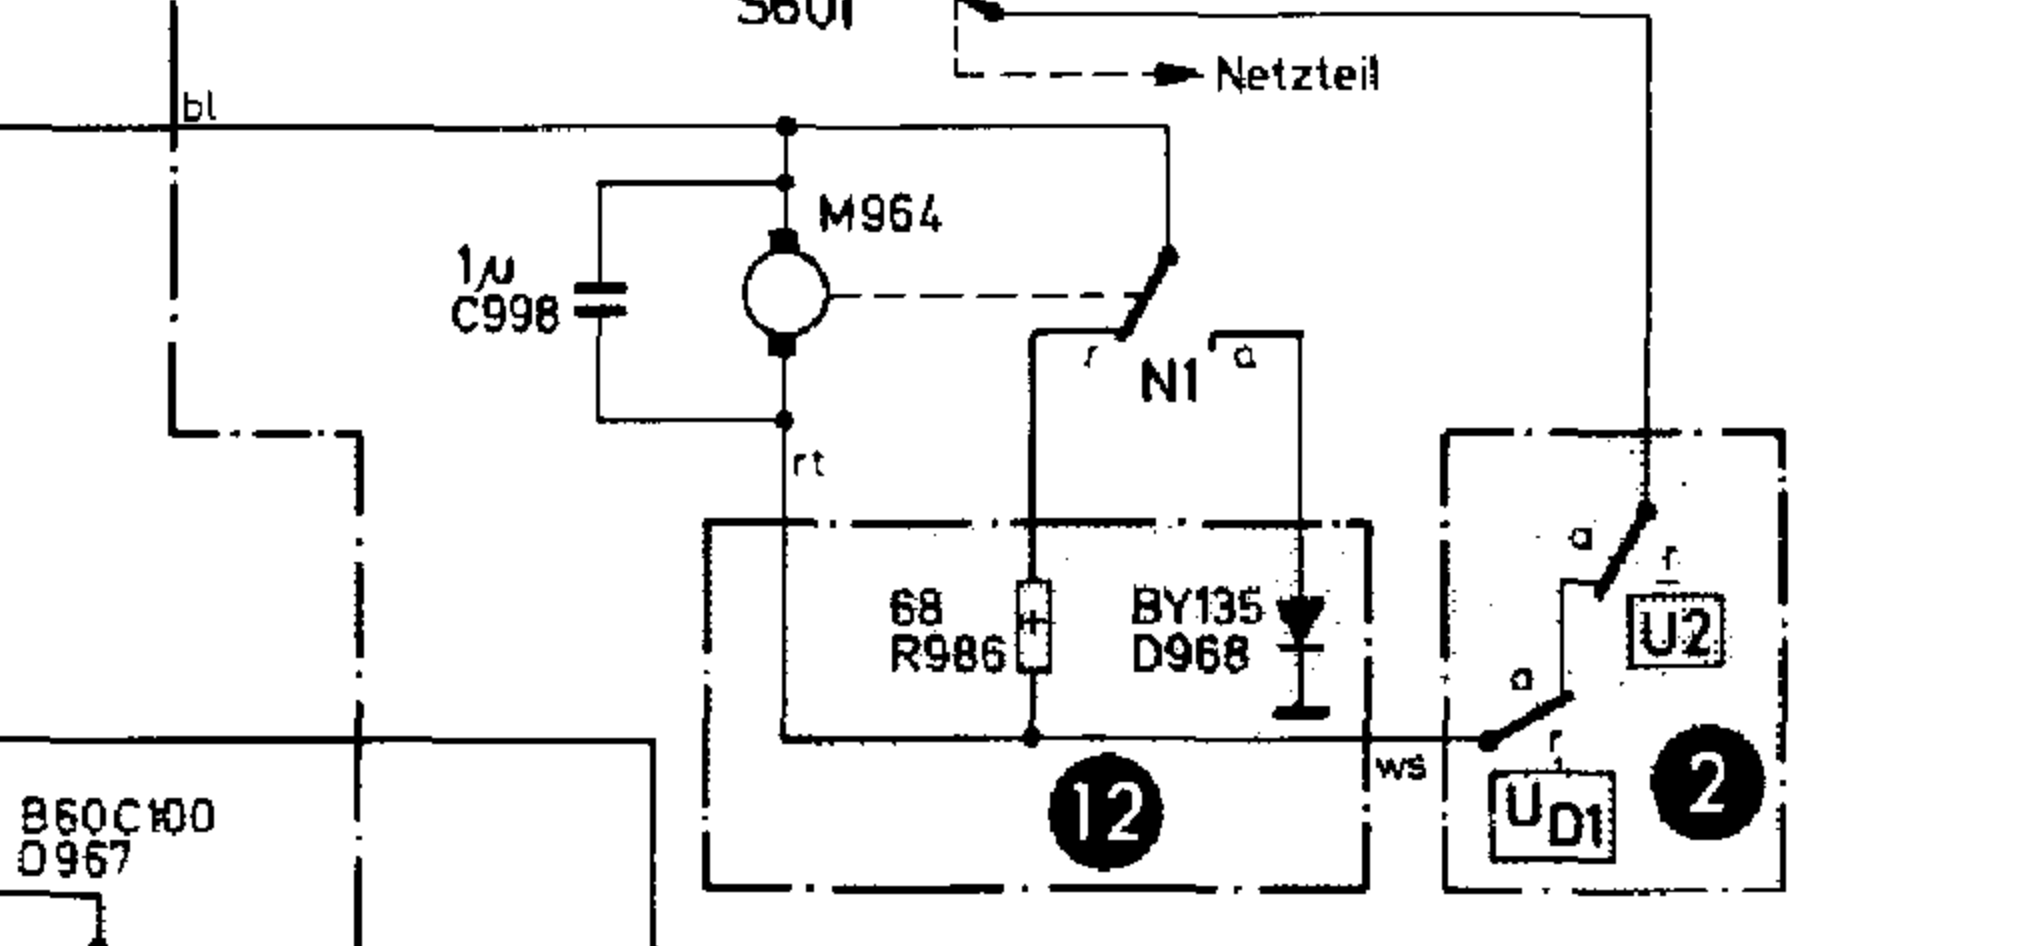 Netzteil
bl
M964
1µ
C998
r
a
N1
rt
a
r
68
R986
BY135
D968
U2
a
r
ws
12
2
UD1
B60C100
D967